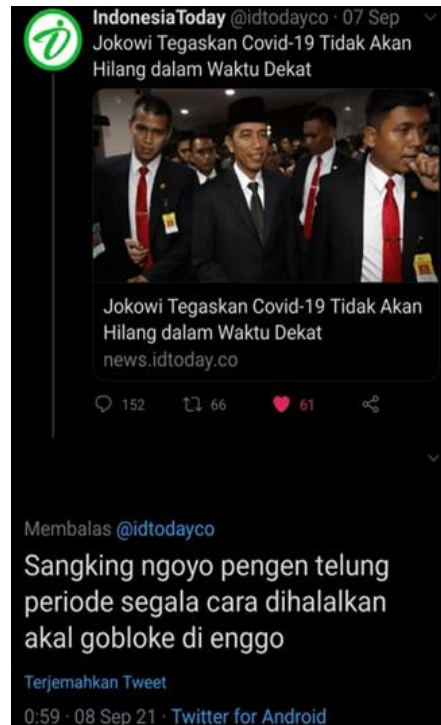 IndonesiaToday @idtodayco · 07 Sep
Jokowi Tegaskan Covid-19 Tidak Akan
Hilang dalam Waktu Dekat
Jokowi Tegaskan Covid-19 Tidak Akan
Hilang dalam Waktu Dekat
news.idtoday.co
152 66 61
Membalas @idtodayco
Sangking ngoyo pengen telung
periode segala cara dihalalkan
akal gobloke di enggo
Terjemahkan Tweet
0:59 · 08 Sep 21 · Twitter for Android